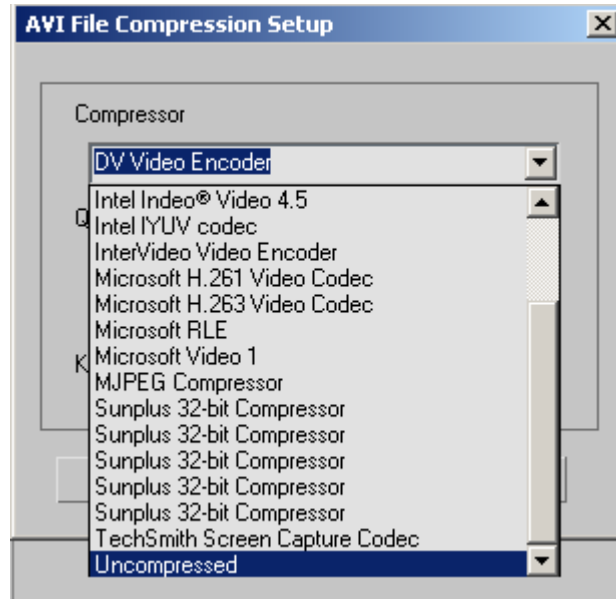 AVI File Compression Setup
Compressor
DV Video Encoder
Intel Indeo® Video 4.5
Q
Intel IYUV codec
InterVideo Video Encoder
Microsoft H.261 Video Codec
Microsoft H.263 Video Codec
Microsoft RLE
K
Microsoft Video 1
MJPEG Compressor
Sunplus 32-bit Compressor
Sunplus 32-bit Compressor
Sunplus 32-bit Compressor
Sunplus 32-bit Compressor
Sunplus 32-bit Compressor
TechSmith Screen Capture Codec
Uncompressed